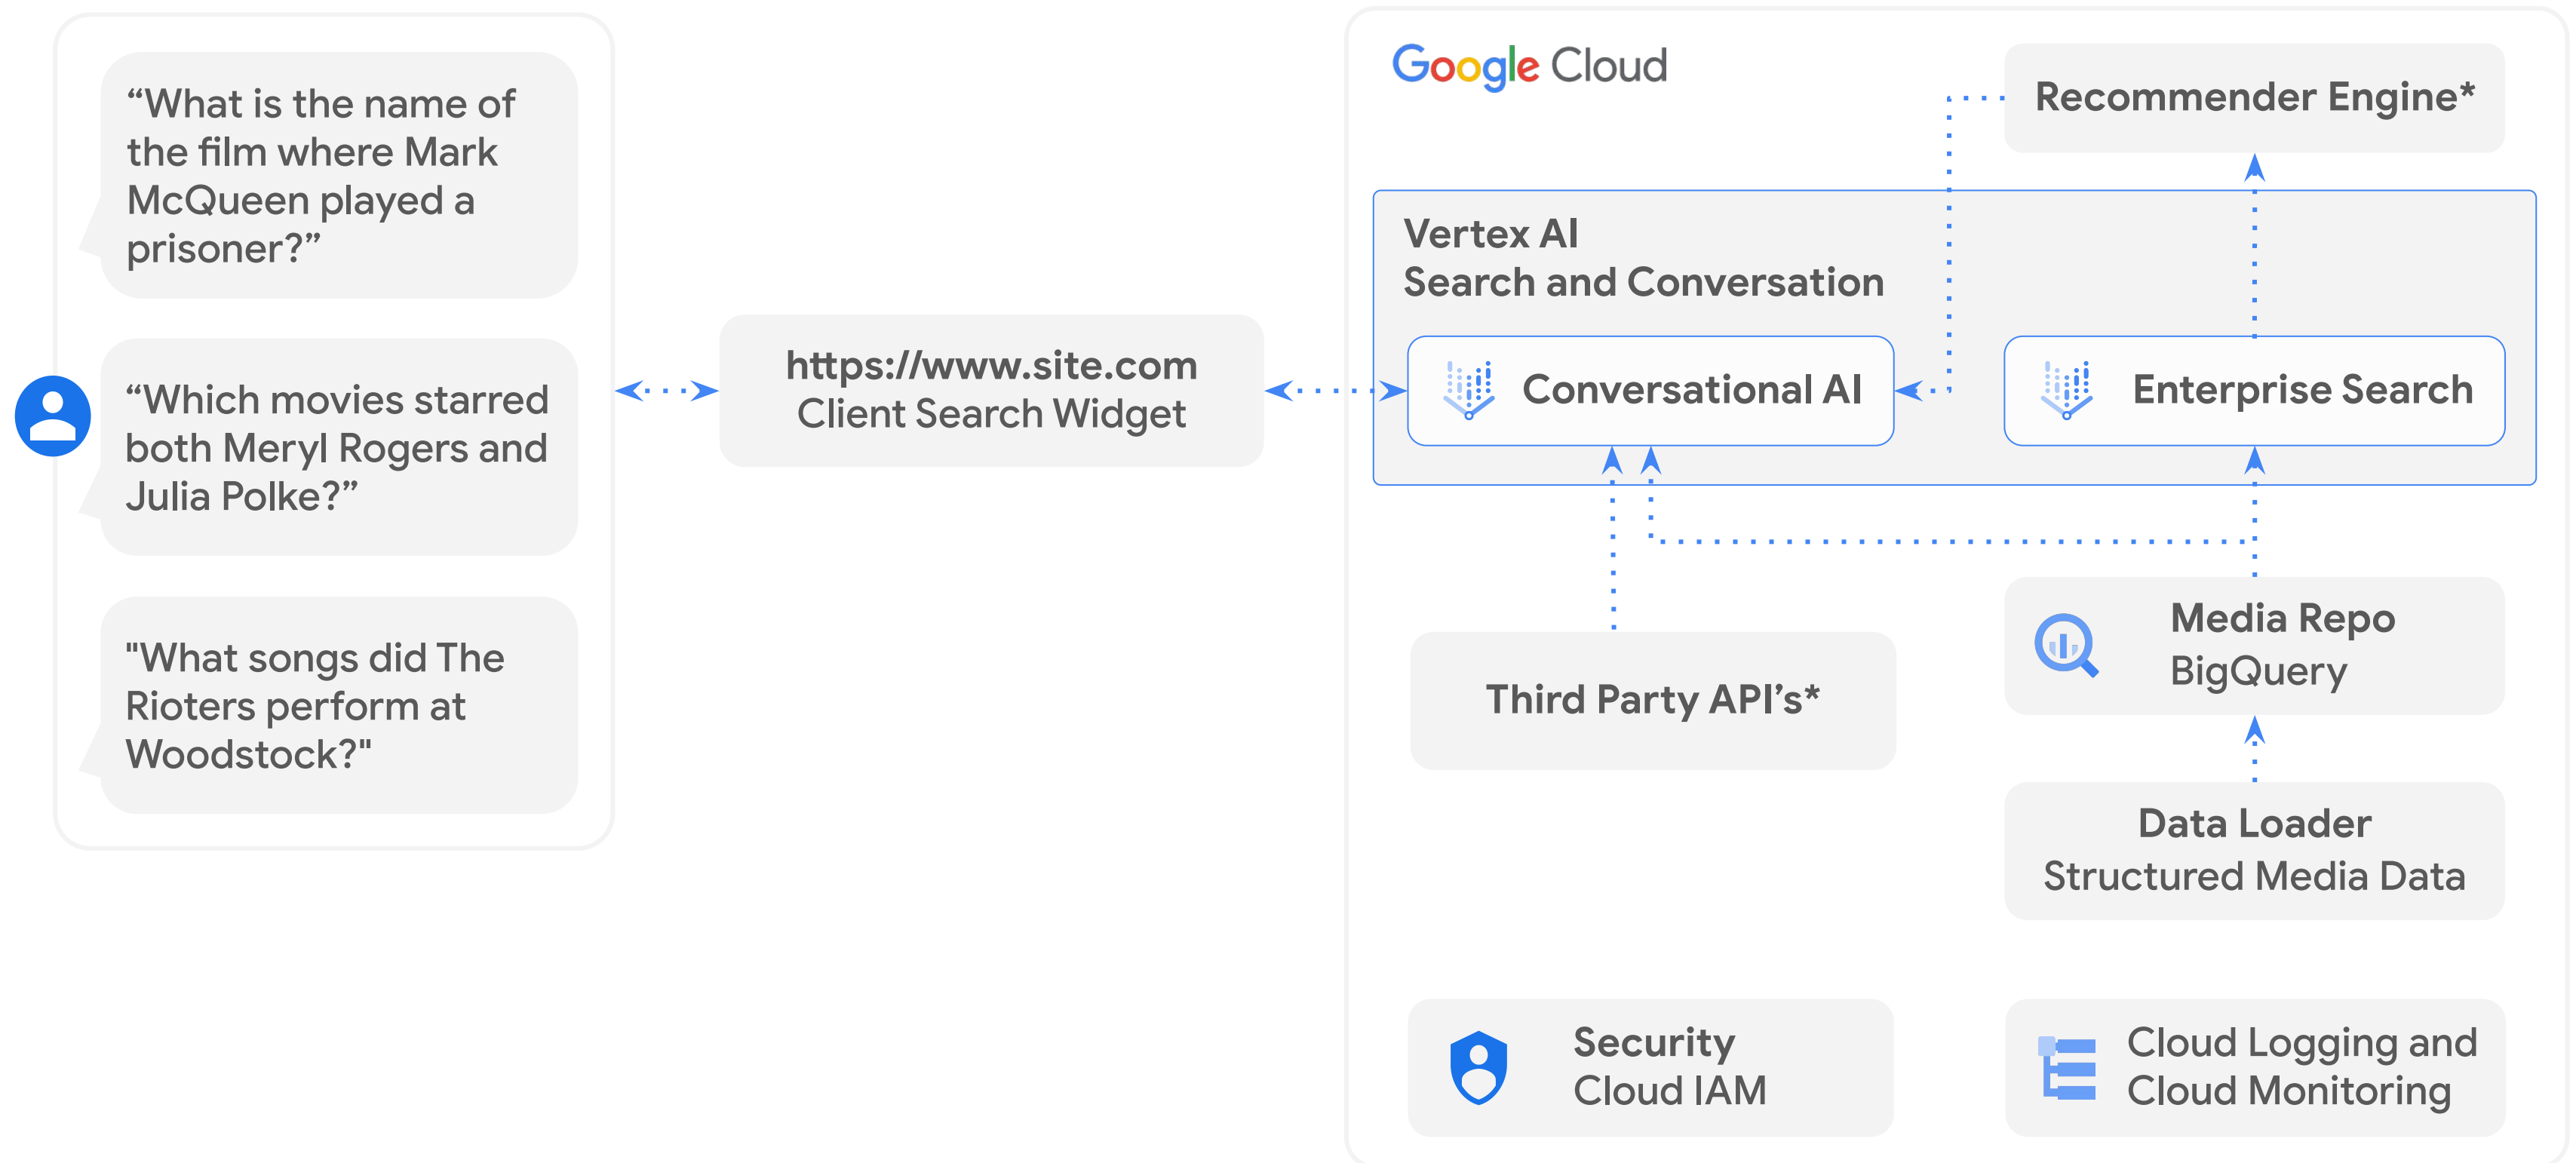 “What is the name of
the film where Mark
McQueen played a
prisoner?”
“Which movies starred
both Meryl Rogers and
Julia Polke?”
"What songs did The
Rioters perform at
Woodstock?"
https://www.site.com
Client Search Widget
Google Cloud
Recommender Engine*
Vertex AI
Search and Conversation
Conversational AI
Enterprise Search
Third Party API’s*
Media Repo
BigQuery
Data Loader
Structured Media Data
Security
Cloud IAM
Cloud Logging and
Cloud Monitoring